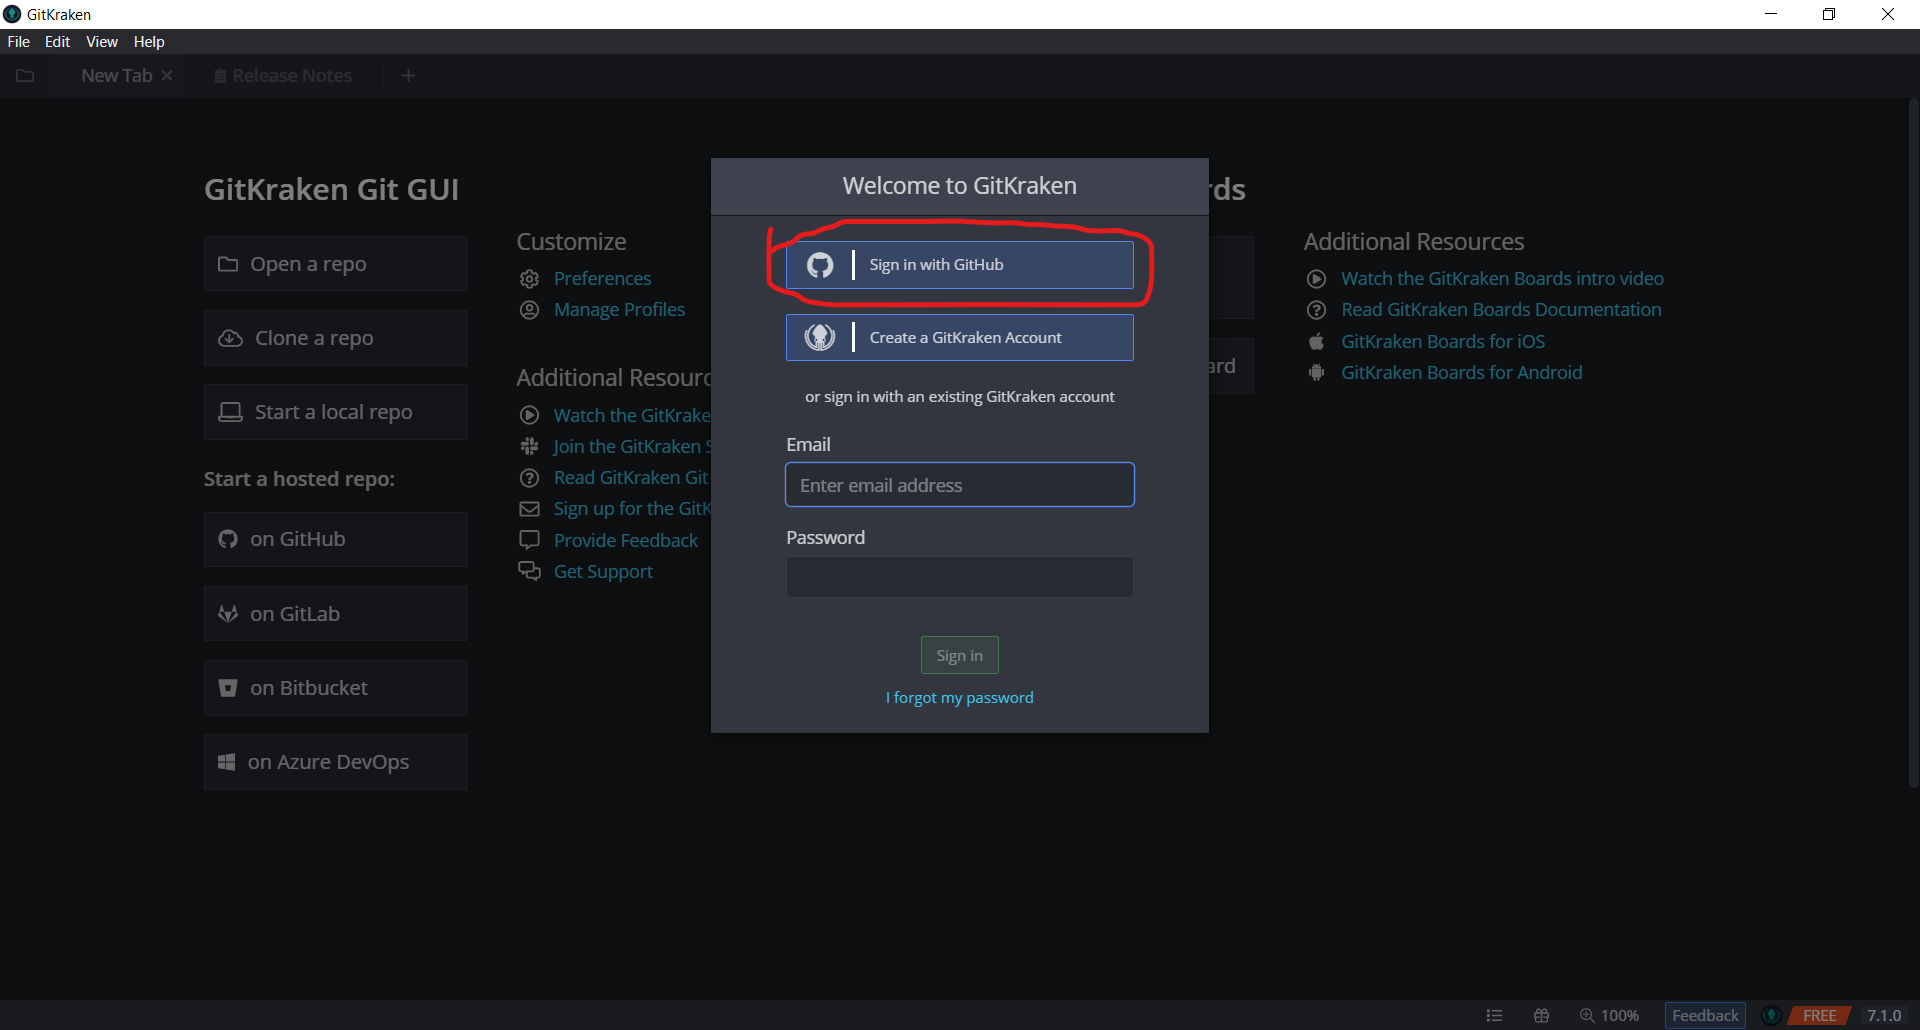 GitKraken
File Edit View Help
New Tab
Release Notes
GitKraken Git GUI
Open a repo
Clone a repo
Start a local repo
Start a hosted repo:
on GitHub
on GitLab
on Bitbucket
on Azure DevOps
Customize
Preferences
Manage Profiles
Additional Resourc
Watch the GitKrake
Join the GitKraken S
Read GitKraken Git
Sign up for the GitK
Provide Feedback
Get Support
Welcome to GitKraken
Sign in with GitHub
Create a GitKraken Account
or sign in with an existing GitKraken account
Email
Enter email address
Password
Sign in
I forgot my password
rds
ard
Additional Resources
Watch the GitKraken Boards intro video
Read GitKraken Boards Documentation
GitKraken Boards for iOS
GitKraken Boards for Android
100%
Feedback
FREE
7.1.0